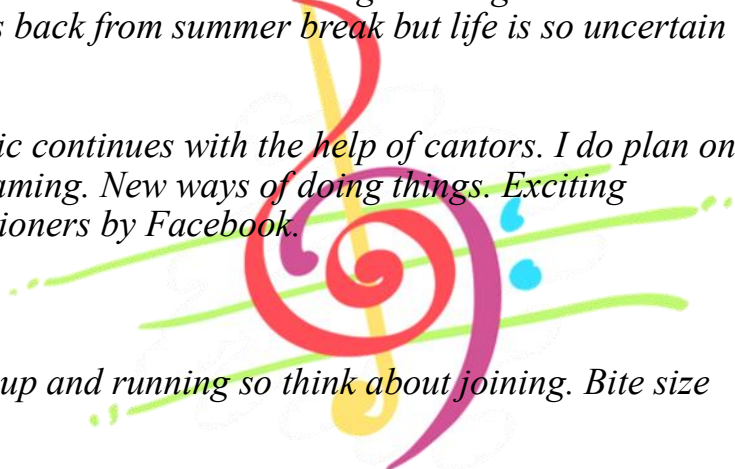 s back from summer break but life is so uncertain
ic continues with the help of cantors. I do plan on
aming. New ways of doing things. Exciting
ioners by Facebook.
up and running so think about joining. Bite size